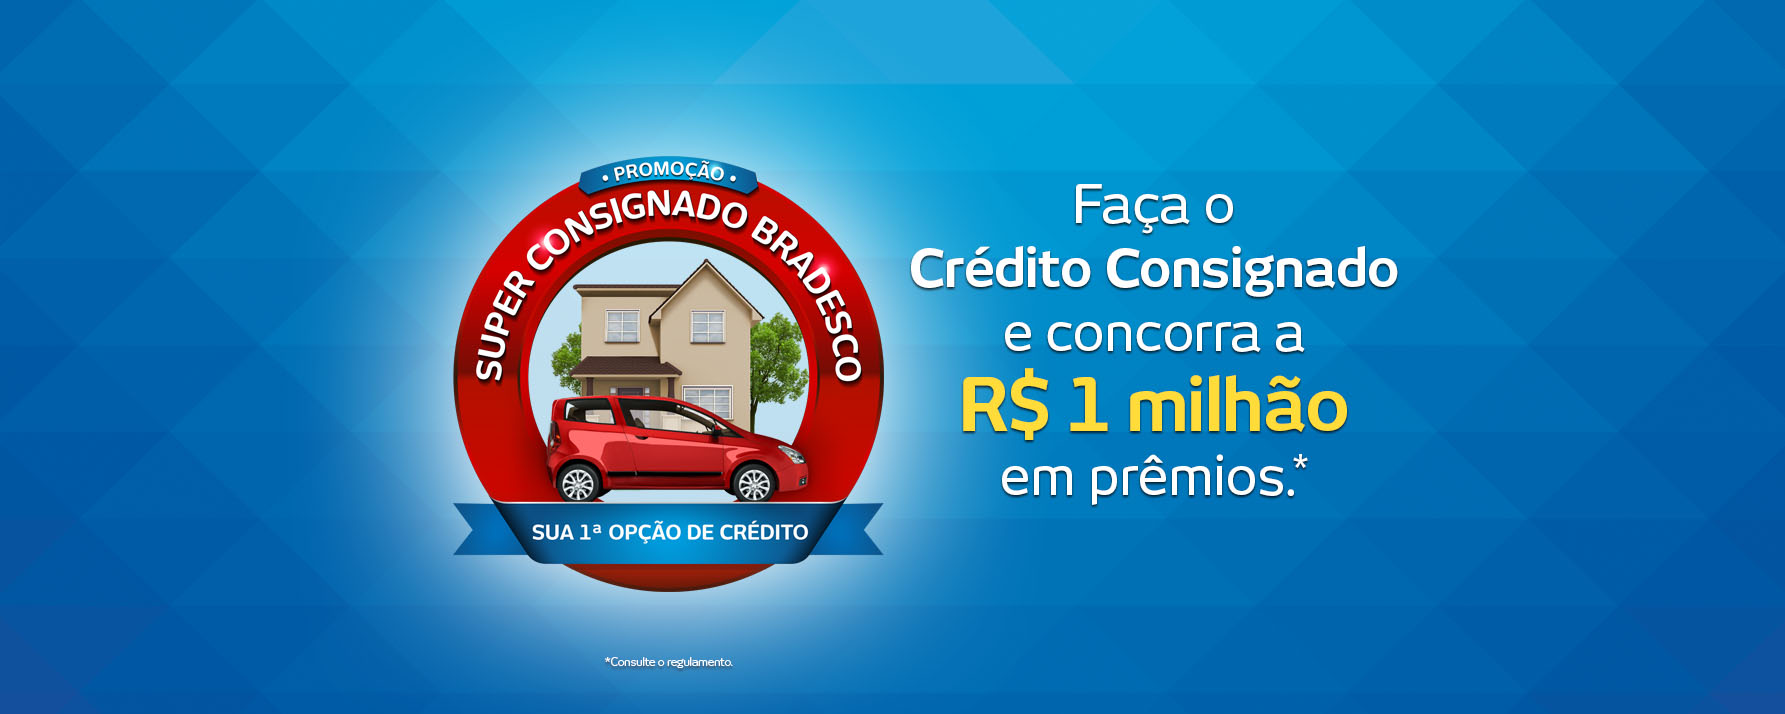 • PROMOÇÃO •
SUPER CONSIGNADO BRADESCO
SUA 1ª OPÇÃO DE CRÉDITO
*Consulte o regulamento.
Faça o
Crédito Consignado
e concorra a
R$ 1 milhão
em prêmios.*